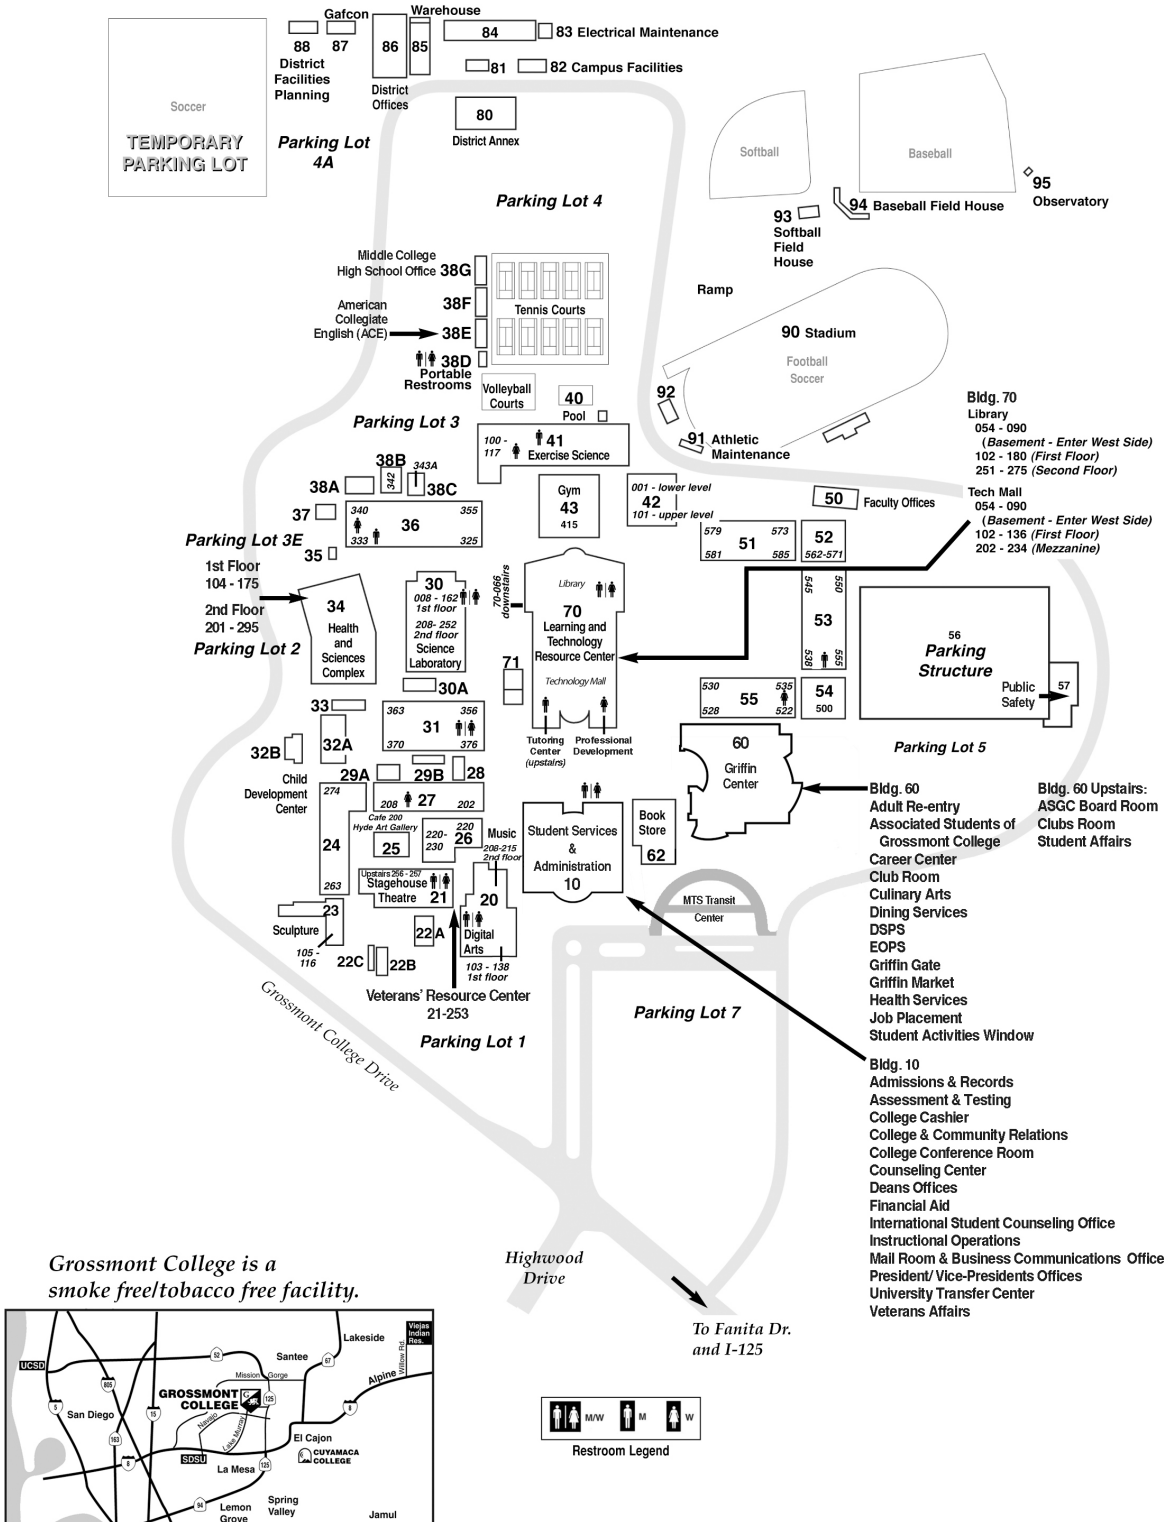 Gafcon
Warehouse
88
87
86
85
84
83 Electrical Maintenance
District
Facilities
Planning
District
Offices
81
82 Campus Facilities
80
District Annex
Soccer
TEMPORARY
PARKING LOT
Parking Lot
4A
Parking Lot 4
Softball
Baseball
95
Observatory
94 Baseball Field House
93
Softball
Field
House
Middle College
High School Office 38G
38F
American
Collegiate
English (ACE)
38E
38D
Portable
Restrooms
Tennis Courts
Ramp
90 Stadium
Football
Soccer
Volleyball
Courts
40
Pool
92
91 Athletic
Maintenance
Parking Lot 3
100 -
117
41
Exercise Science
Bldg. 70
Library
054 - 090
(Basement - Enter West Side)
102 - 180 (First Floor)
251 - 275 (Second Floor)
Tech Mall
054 - 090
(Basement - Enter West Side)
102 - 136 (First Floor)
202 - 234 (Mezzanine)
38B
343A
342
38A
38C
37
340
355
36
333
325
Gym
43
415
001 - lower level
42
101 - upper level
50
Faculty Offices
579
573
51
581
585
52
562-571
Parking Lot 3E
35
1st Floor
104 - 175
2nd Floor
201 - 295
Parking Lot 2
34
Health
and
Sciences
Complex
30
008 - 162
1st floor
208- 252
2nd floor
Science
Laboratory
30A
70-066
downstairs
Library
70
Learning and
Technology
Resource Center
Technology Mall
71
Tutoring
Center
(upstairs)
Professional
Development
545
550
53
538
555
56
Parking
Structure
Public
Safety
57
530
535
55
528
522
54
500
Parking Lot 5
33
32A
32B
363
356
31
370
376
Child
Development
Center
29A
29B
28
274
24
263
208
27
202
Cafe 200
Hyde Art Gallery
25
220-
230
220
26
Music
208-215
2nd floor
Upstairs 256 - 257
Stagehouse
Theatre
21
20
Digital
Arts
103 - 138
1st floor
23
Sculpture
105 -
116
22A
22C
22B
Veterans' Resource Center
21-253
Parking Lot 1
Student Services
&
Administration
10
Book
Store
62
60
Griffin
Center
MTS Transit
Center
Parking Lot 7
Grossmont College Drive
Bldg. 60
Adult Re-entry
Associated Students of
Grossmont College
Career Center
Club Room
Culinary Arts
Dining Services
DSPS
EOPS
Griffin Gate
Griffin Market
Health Services
Job Placement
Student Activities Window
Bldg. 60 Upstairs:
ASGC Board Room
Clubs Room
Student Affairs
Bldg. 10
Admissions & Records
Assessment & Testing
College Cashier
College & Community Relations
College Conference Room
Counseling Center
Deans Offices
Financial Aid
International Student Counseling Office
Instructional Operations
Mail Room & Business Communications Office
President/ Vice-Presidents Offices
University Transfer Center
Veterans Affairs
Highwood
Drive
To Fanita Dr.
and I-125
Grossmont College is a
smoke free/tobacco free facility.
Viejas
Indian
Res.
Lakeside
Willow Rd.
52
Santee
67
UCSD
Mission Gorge
Alpine
805
GROSSMONT
COLLEGE
G
125
5
San Diego
15
8
Navajo
Lake Murray
163
El Cajon
CUYAMACA
COLLEGE
8
SDSU
La Mesa
125
94
Lemon
Grove
Spring
Valley
Jamul
M/W
M
W
Restroom Legend